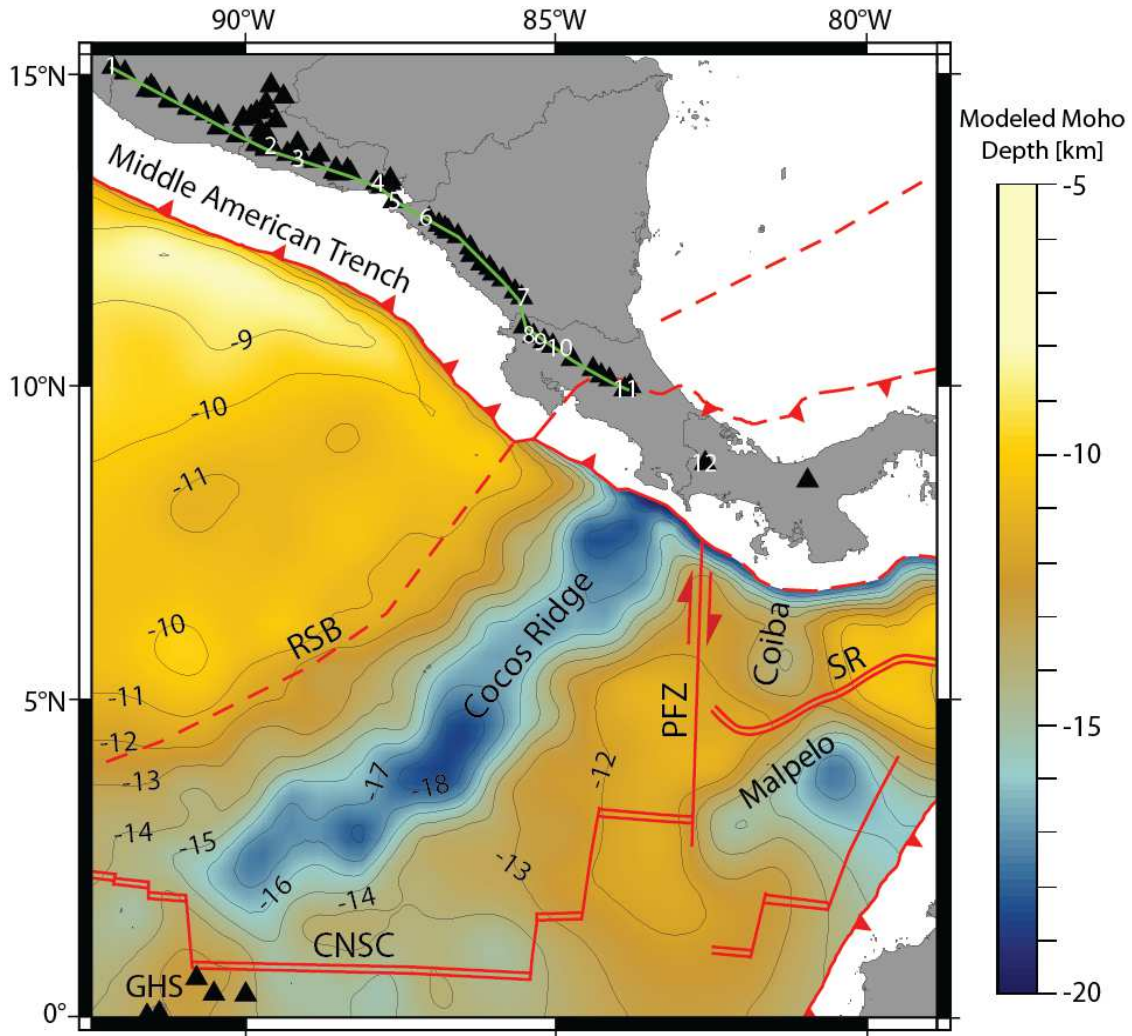 90°W
85°W
80°W
15°N
10°N
5°N
0°
Modeled Moho
Depth [km]
-5
-10
-15
-20
Middle American Trench
1
2
3
4
5
6
7
8
9
10
11
12
-9
-10
-11
-10
-11
-12
-13
-14
-15
-16
-17
-18
-14
-13
-12
RSB
Cocos Ridge
PFZ
Coiba
SR
Malpelo
CNSC
GHS